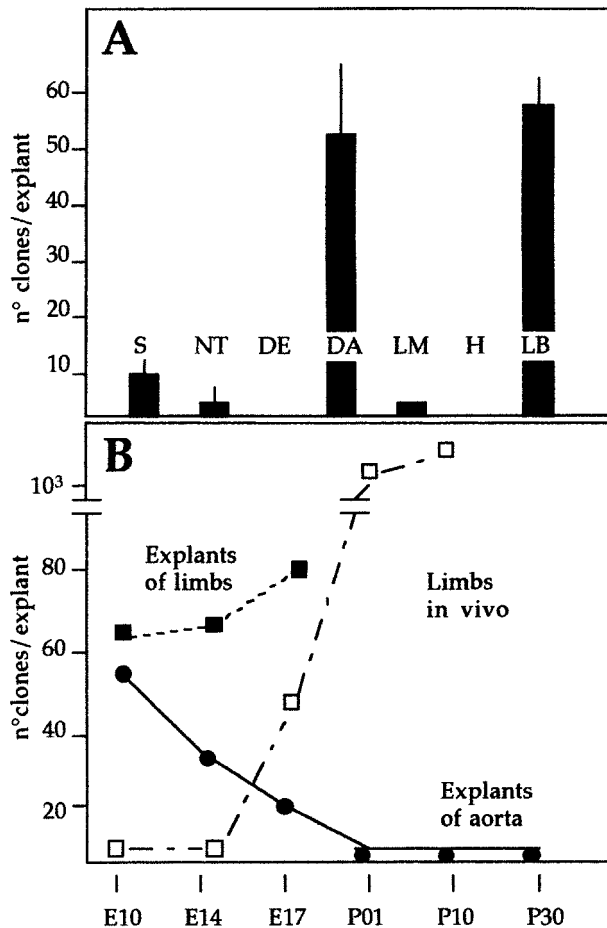 A
n° clones/explant
60
50
40
30
20
10
S NT DE DA LM H LB
B
n°clones/explant
10³
80
60
40
20
Explants
of limbs
Limbs
in vivo
Explants
of aorta
E10 E14 E17 P01 P10 P30